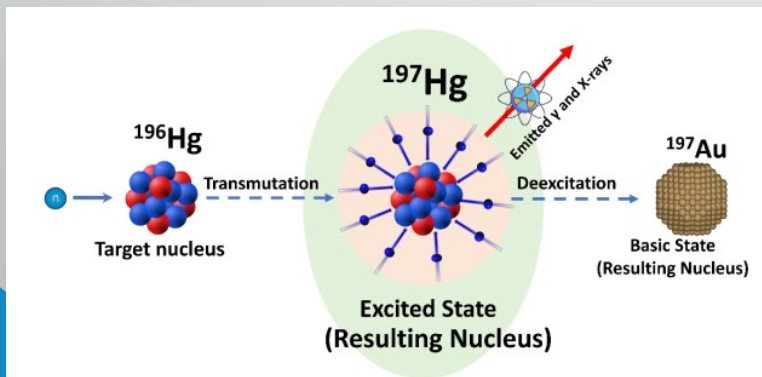 n
¹⁹⁶Hg
Target nucleus
Transmutation
¹⁹⁷Hg
Excited State
(Resulting Nucleus)
Emitted γ and X-rays
Deexcitation
¹⁹⁷Au
Basic State
(Resulting Nucleus)